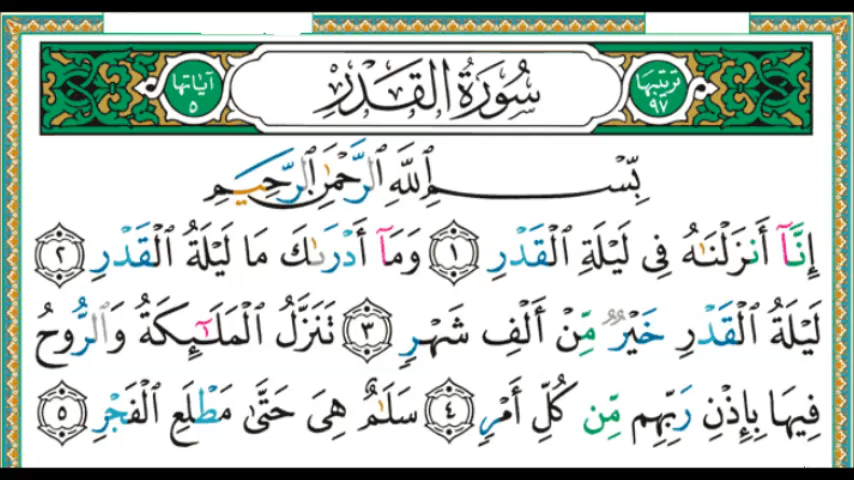 ترتيبها ٩٧
سُورَةُ الْقَدْرِ
آياتها ٥
بِّسْمِ ٱللَّهِ ٱلرَّحْمَٰنِ ٱلرَّحِيمِ
إِنَّآ أَنزَلْنَٰهُ فِى لَيْلَةِ ٱلْقَدْرِ ١ وَمَآ أَدْرَىٰكَ مَا لَيْلَةُ ٱلْقَدْرِ ٢
لَيْلَةُ ٱلْقَدْرِ خَيْرٌ مِّنْ أَلْفِ شَهْرٍ ٣ تَنَزَّلُ ٱلْمَلَٰٓئِكَةُ وَٱلرُّوحُ
فِيهَا بِإِذْنِ رَبِّهِم مِّن كُلِّ أَمْرٍ ٤ سَلَٰمٌ هِىَ حَتَّىٰ مَطْلَعِ ٱلْفَجْرِ ٥